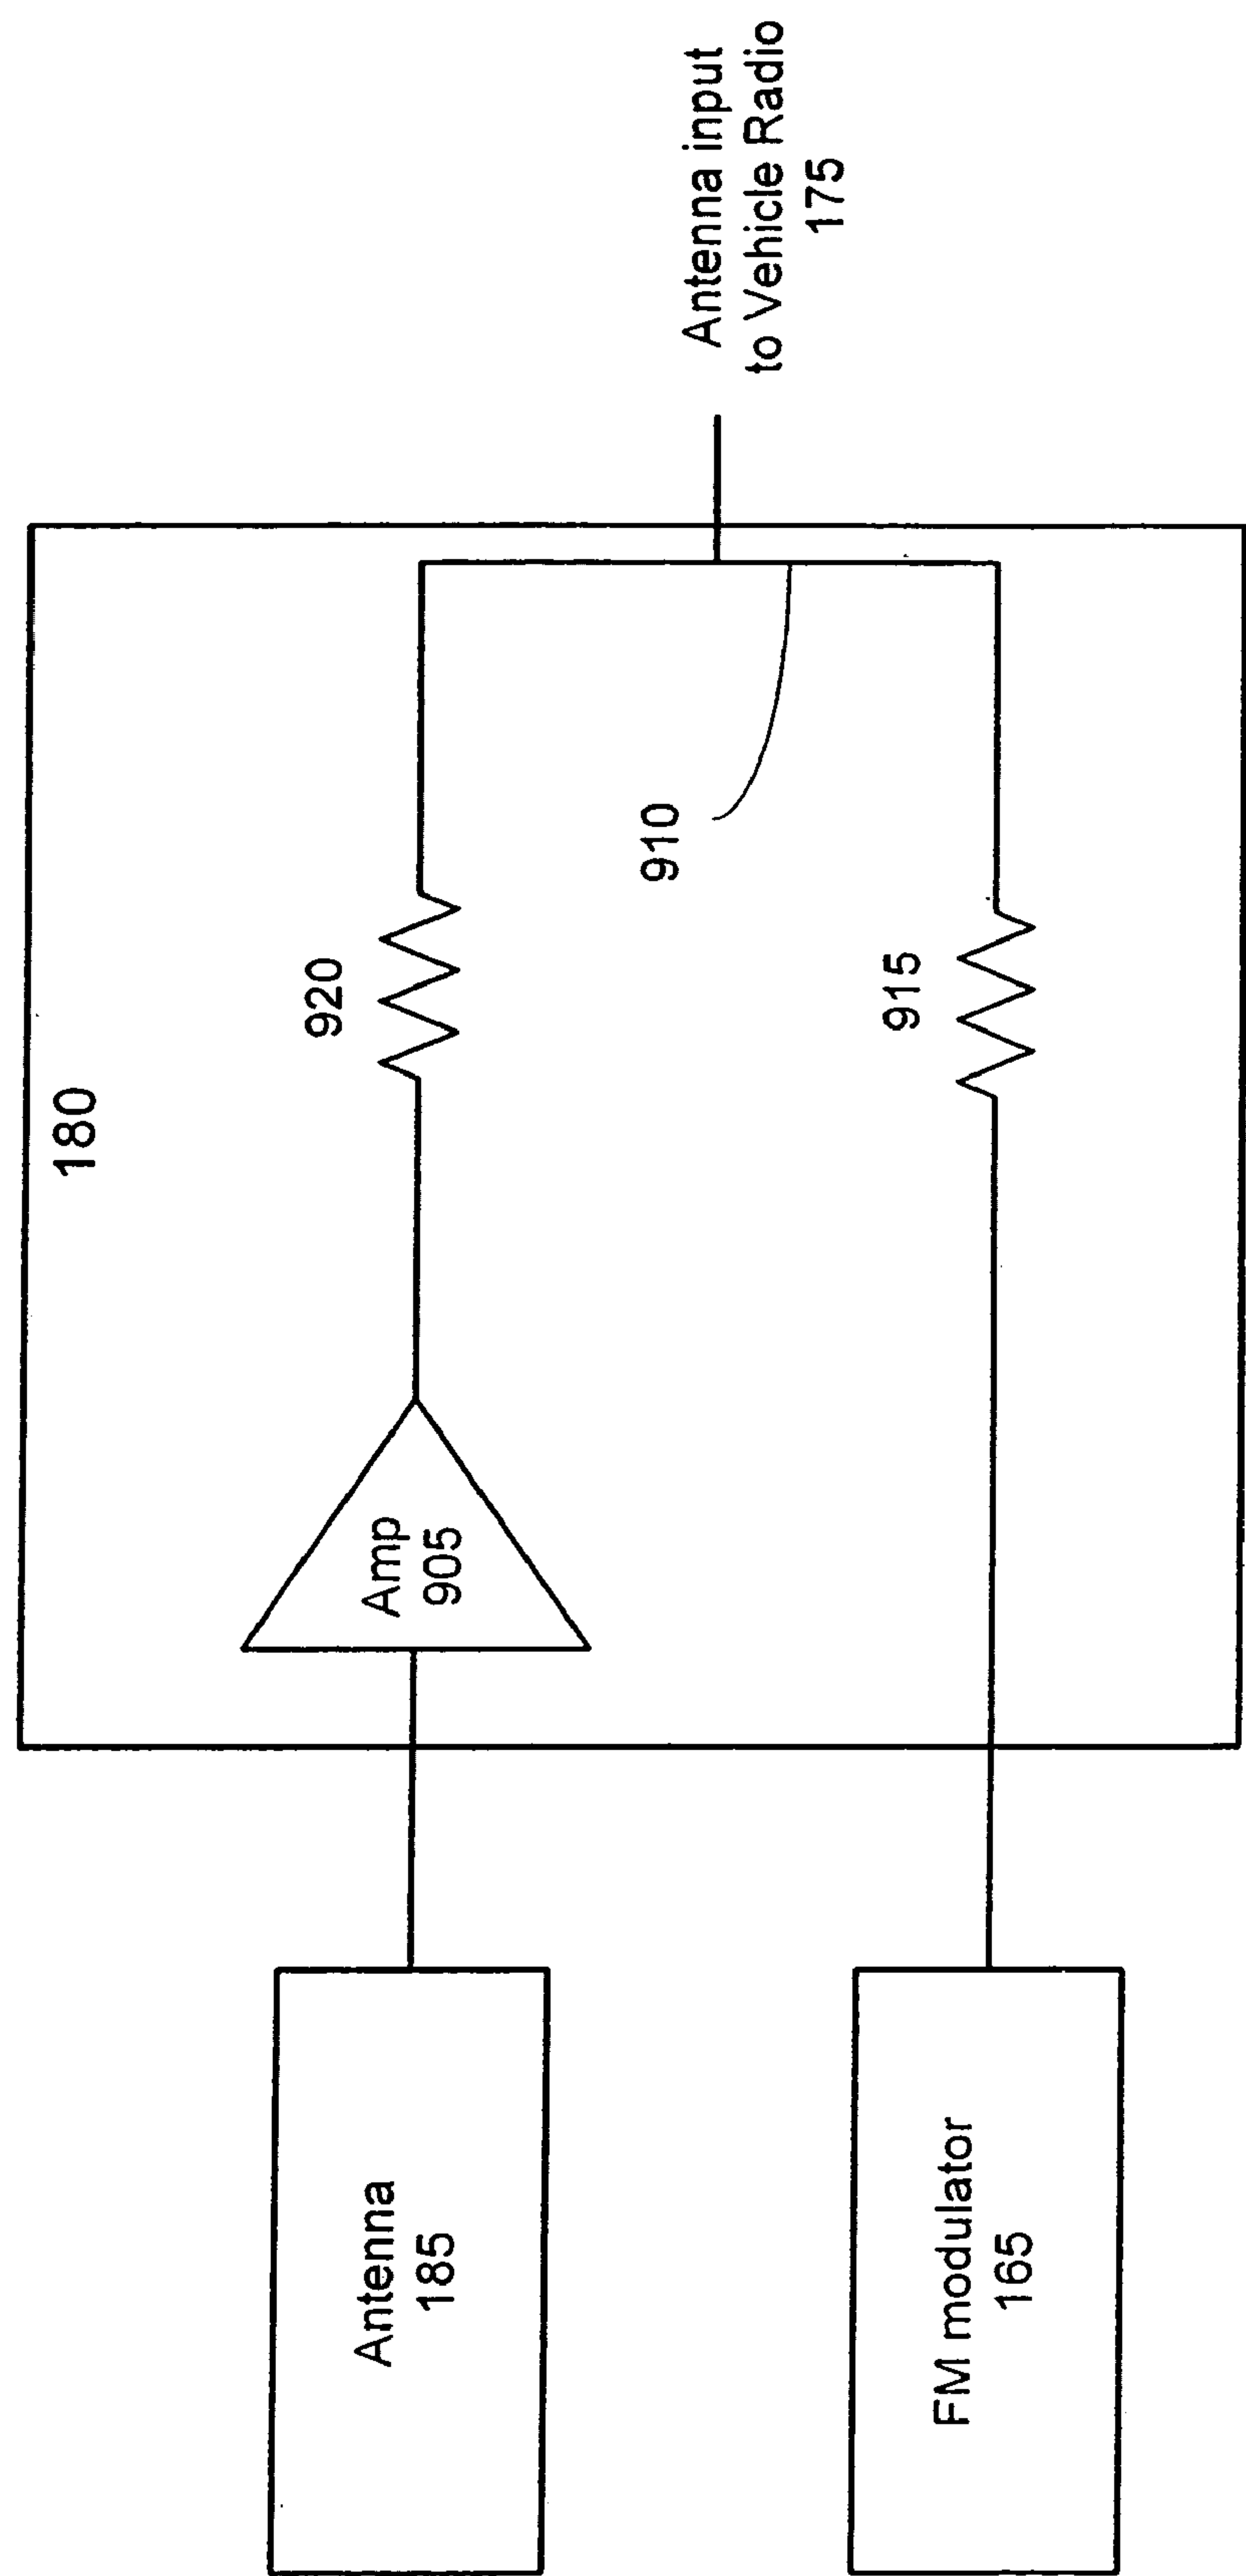 180
Antenna
185
Amp
905
920
910
Antenna input
to Vehicle Radio
175
FM modulator
165
915